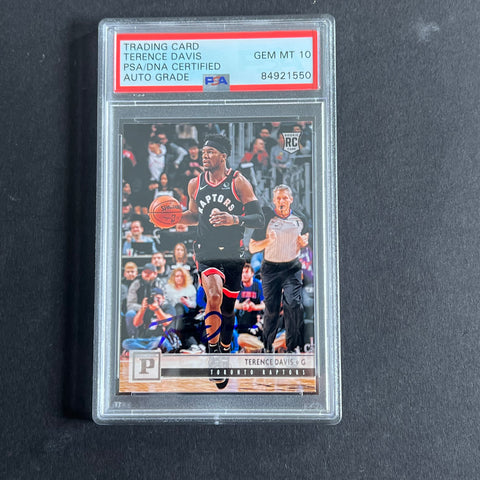 TRADING CARD
TERENCE DAVIS
PSA/DNA CERTIFIED
AUTO GRADE
GEM MT 10
84921550
PSA
RC
RAPTORS
P
TERENCE DAVIS • G
TORONTO RAPTORS